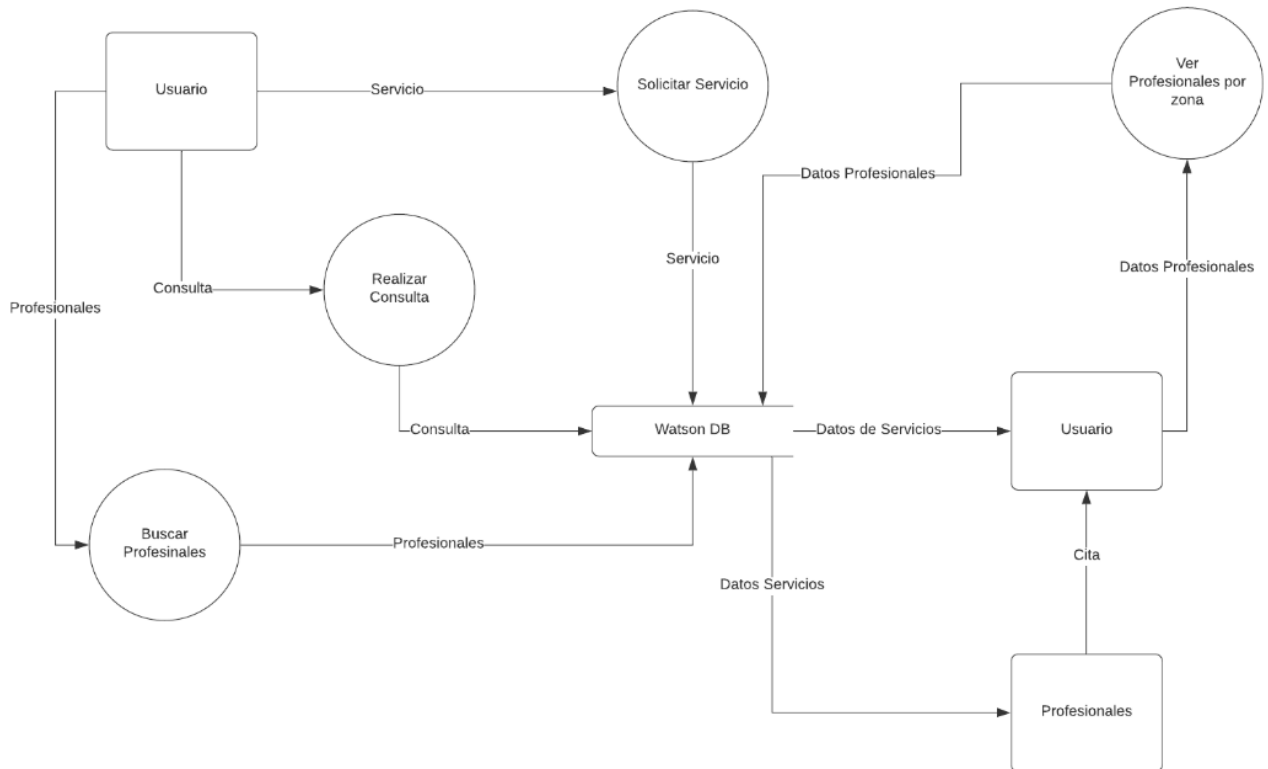 Usuario
Servicio
Solicitar Servicio
Ver
Profesionales por
zona
Datos Profesionales
Servicio
Realizar
Consulta
Consulta
Datos Profesionales
Profesionales
Consulta
Watson DB
Datos de Servicios
Usuario
Buscar
Profesinales
Profesionales
Cita
Datos Servicios
Profesionales